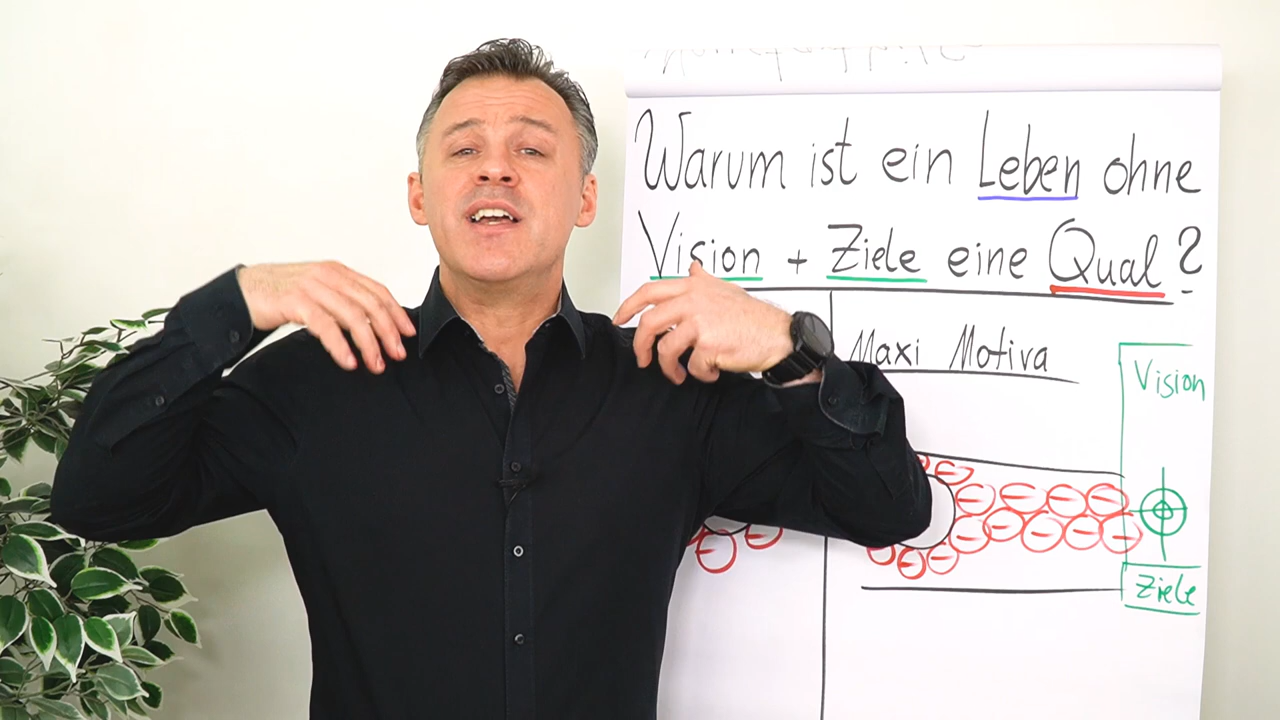 Warum ist ein Leben ohne
Vision + Ziele eine Qual?
Maxi Motiva
Vision
Ziele